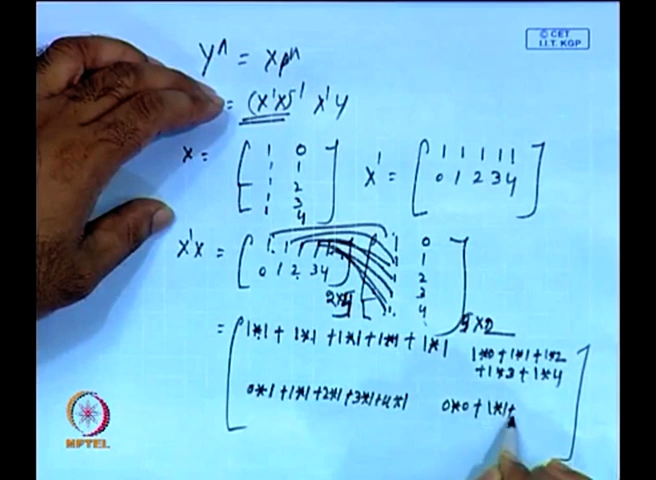 © CET
I.I.T. KGP
Y^ = Xβ^
= (X'X)⁻¹ X'Y
X = [ 1 0
1 1
1 2
1 3
1 4 ]
X' = [ 1 1 1 1 1
0 1 2 3 4 ]
X'X = [ 1 1 1 1 1
0 1 2 3 4 ] 2*5
[ 1 0
1 1
1 2
1 3
1 4 ] 5×2
= [ 1*1 + 1*1 + 1*1 + 1*1 + 1*1
1*0 + 1*1 + 1*2
+ 1*3 + 1*4
0*1 + 1*1 + 2*1 + 3*1 + 4*1
0*0 + 1*1 + ]
NPTEL